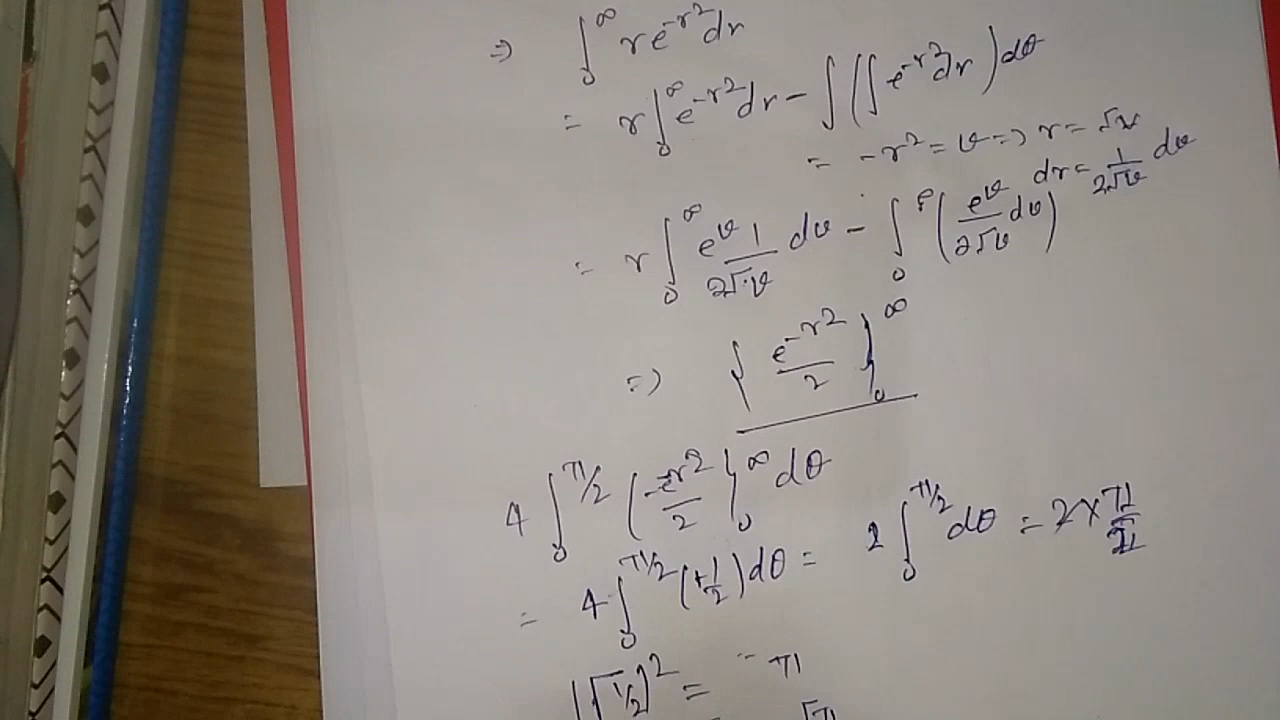 ⇒ ∫₀^∞ r e^{-r²} dr
= r ∫₀^∞ e^{-r²} dr - ∫ (∫ e^{-r²} dr) dθ
= -r² = v ⇒ r = √v
dr = 1/(2√v) dv
= r ∫₀^∞ e^v 1/(2√v) dv - ∫₀^∞ (e^v/(2√v) dv)
⇒ { e^{-r²}/2 }₀^∞
4 ∫₀^{π/2} (-e^{-r²}/2)₀^∞ dθ
= 4 ∫₀^{π/2} (+1/2) dθ = 2 ∫₀^{π/2} dθ = 2 × π/2
(Γ1/2)² = π
= √π